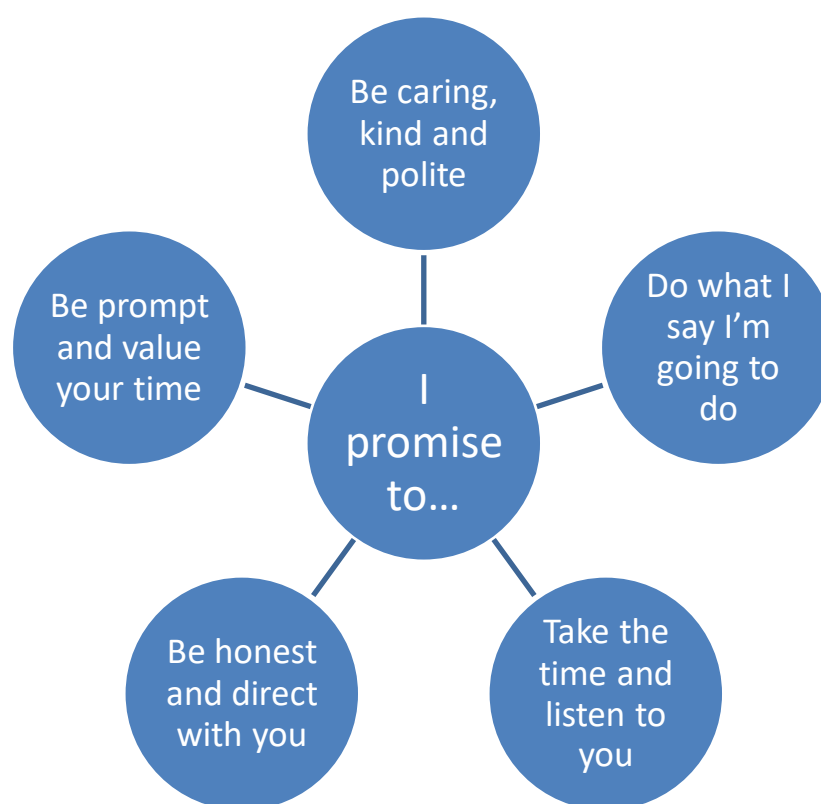 I
promise
to...
Be caring,
kind and
polite
Do what I
say I’m
going to
do
Take the
time and
listen to
you
Be honest
and direct
with you
Be prompt
and value
your time